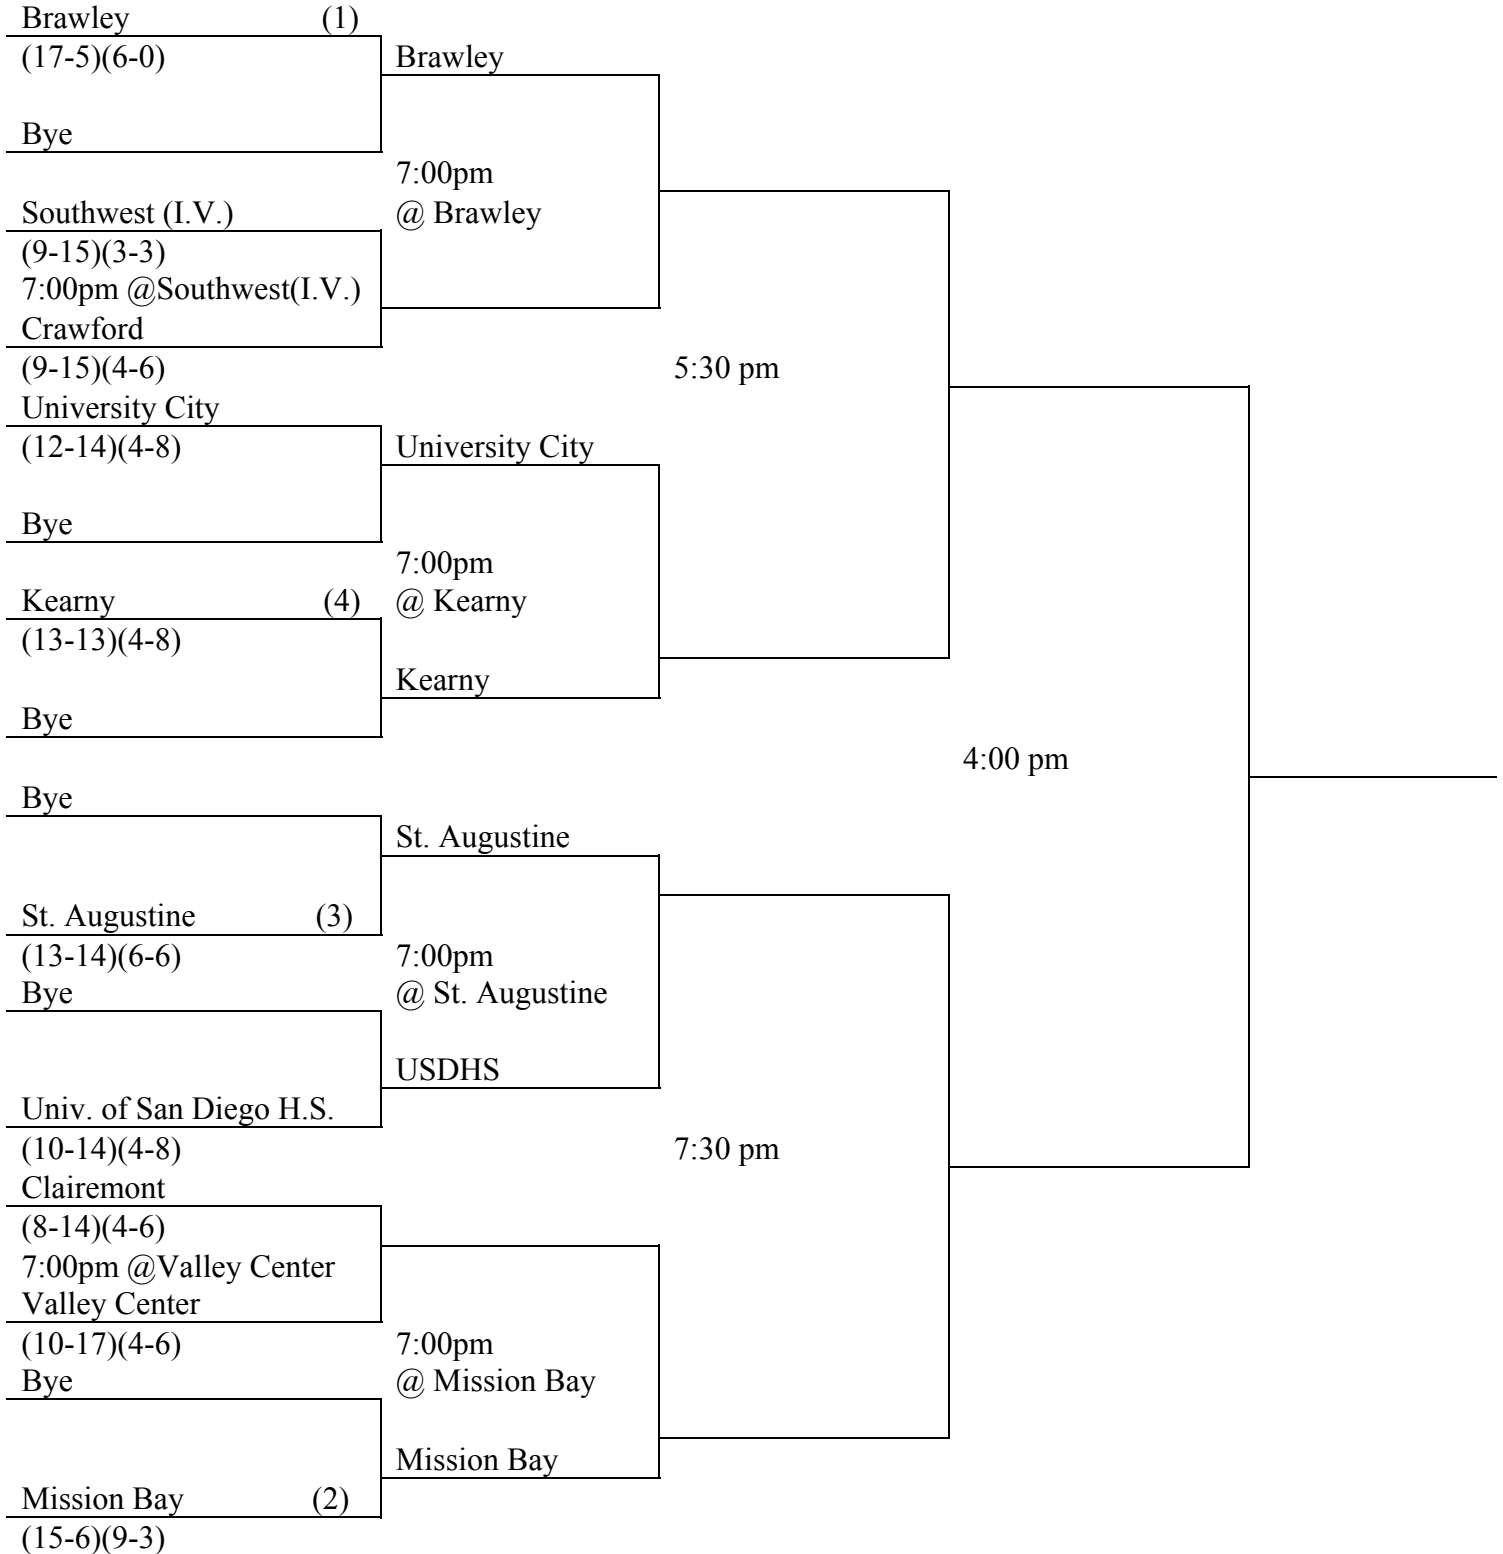 Brawley (1)
(17-5)(6-0)
Brawley
Bye
7:00pm
@ Brawley
Southwest (I.V.)
(9-15)(3-3)
7:00pm @Southwest(I.V.)
Crawford
(9-15)(4-6)
5:30 pm
University City
(12-14)(4-8)
University City
Bye
7:00pm
@ Kearny
Kearny (4)
(13-13)(4-8)
Kearny
Bye
4:00 pm
Bye
St. Augustine
St. Augustine (3)
(13-14)(6-6)
7:00pm
@ St. Augustine
Bye
USDHS
Univ. of San Diego H.S.
(10-14)(4-8)
7:30 pm
Clairemont
(8-14)(4-6)
7:00pm @Valley Center
Valley Center
(10-17)(4-6)
7:00pm
@ Mission Bay
Bye
Mission Bay
Mission Bay (2)
(15-6)(9-3)